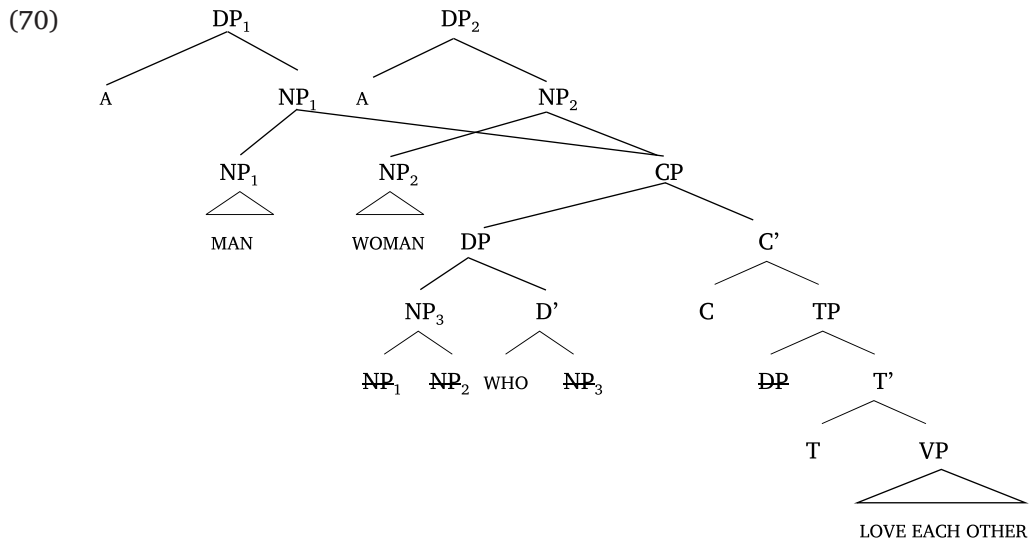 (70) DP₁ DP₂
A NP₁ A NP₂
NP₁ NP₂ CP
MAN WOMAN DP C’
NP₃ D’ C TP
NP₁ NP₂ WHO NP₃ DP T’
T VP
LOVE EACH OTHER